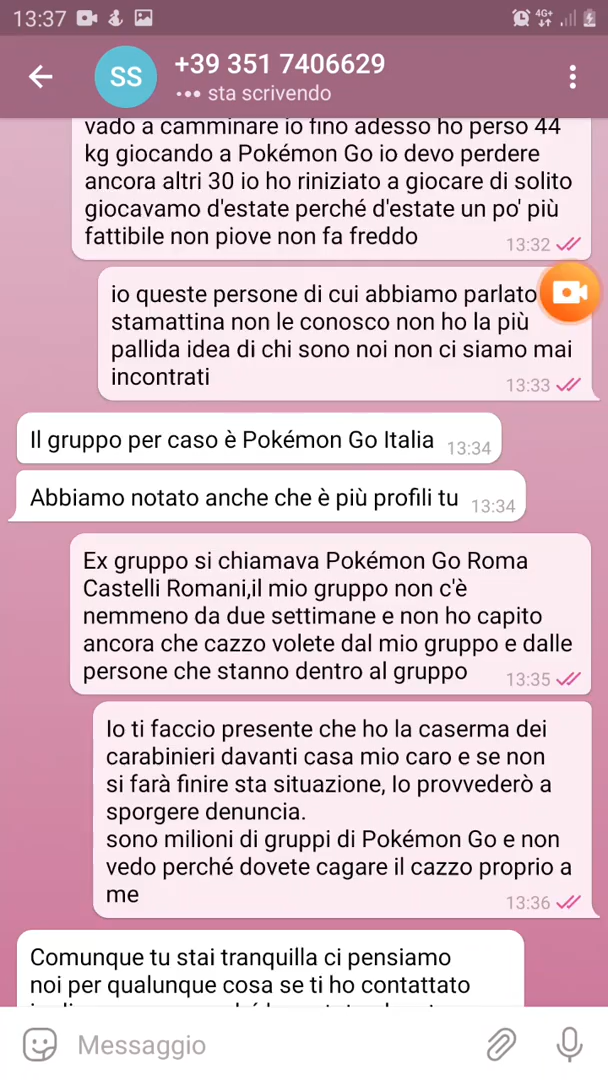 13:37
4G+
SS
+39 351 7406629
••• sta scrivendo
vado a camminare io fino adesso ho perso 44
kg giocando a Pokémon Go io devo perdere
ancora altri 30 io ho riniziato a giocare di solito
giocavamo d'estate perché d'estate un po' più
fattibile non piove non fa freddo
13:32
io queste persone di cui abbiamo parlato
stamattina non le conosco non ho la più
pallida idea di chi sono noi non ci siamo mai
incontrati
13:33
Il gruppo per caso è Pokémon Go Italia
13:34
Abbiamo notato anche che è più profili tu
13:34
Ex gruppo si chiamava Pokémon Go Roma
Castelli Romani,il mio gruppo non c'è
nemmeno da due settimane e non ho capito
ancora che cazzo volete dal mio gruppo e dalle
persone che stanno dentro al gruppo
13:35
Io ti faccio presente che ho la caserma dei
carabinieri davanti casa mio caro e se non
si farà finire sta situazione, Io provvederò a
sporgere denuncia.
sono milioni di gruppi di Pokémon Go e non
vedo perché dovete cagare il cazzo proprio a
me
13:36
Comunque tu stai tranquilla ci pensiamo
noi per qualunque cosa se ti ho contattato
Messaggio